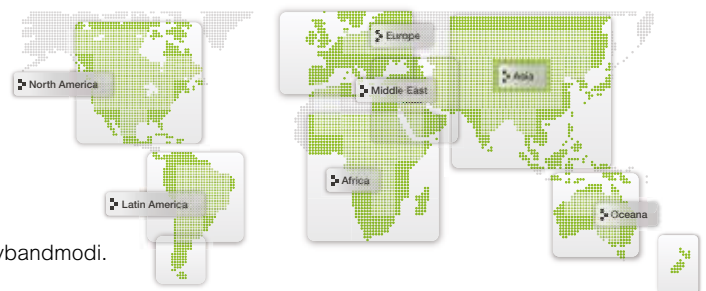 Europe
Asia
North America
Middle East
Africa
Latin America
Oceana
ybandmodi.